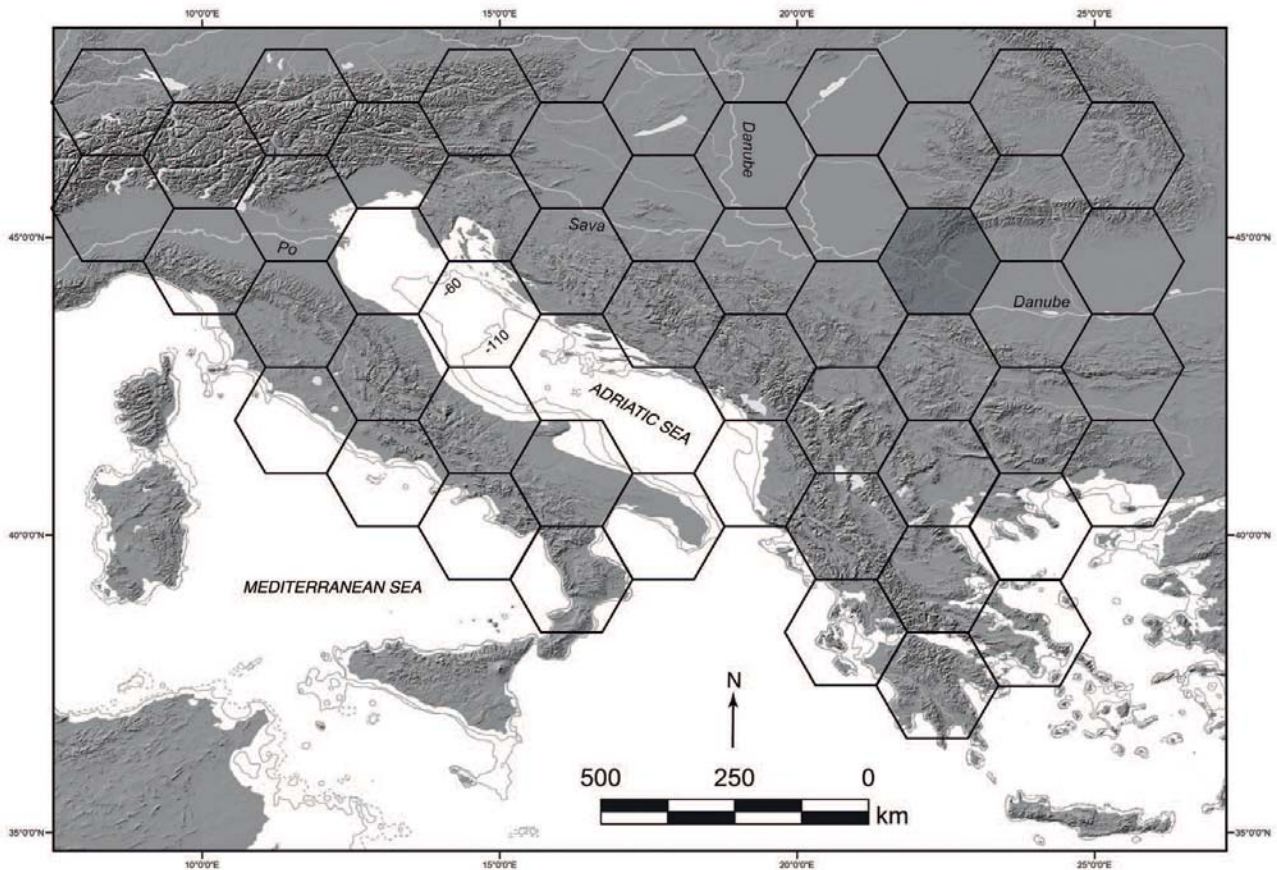 10°0'0"E 15°0'0"E 20°0'0"E 25°0'0"E
Danube
45°0'0"N 45°0'0"N
Sava
Po
-60
Danube
-110
ADRIATIC SEA
40°0'0"N 40°0'0"N
MEDITERRANEAN SEA
N
500 250 0
km
35°0'0"N 35°0'0"N
10°0'0"E 15°0'0"E 20°0'0"E 25°0'0"E